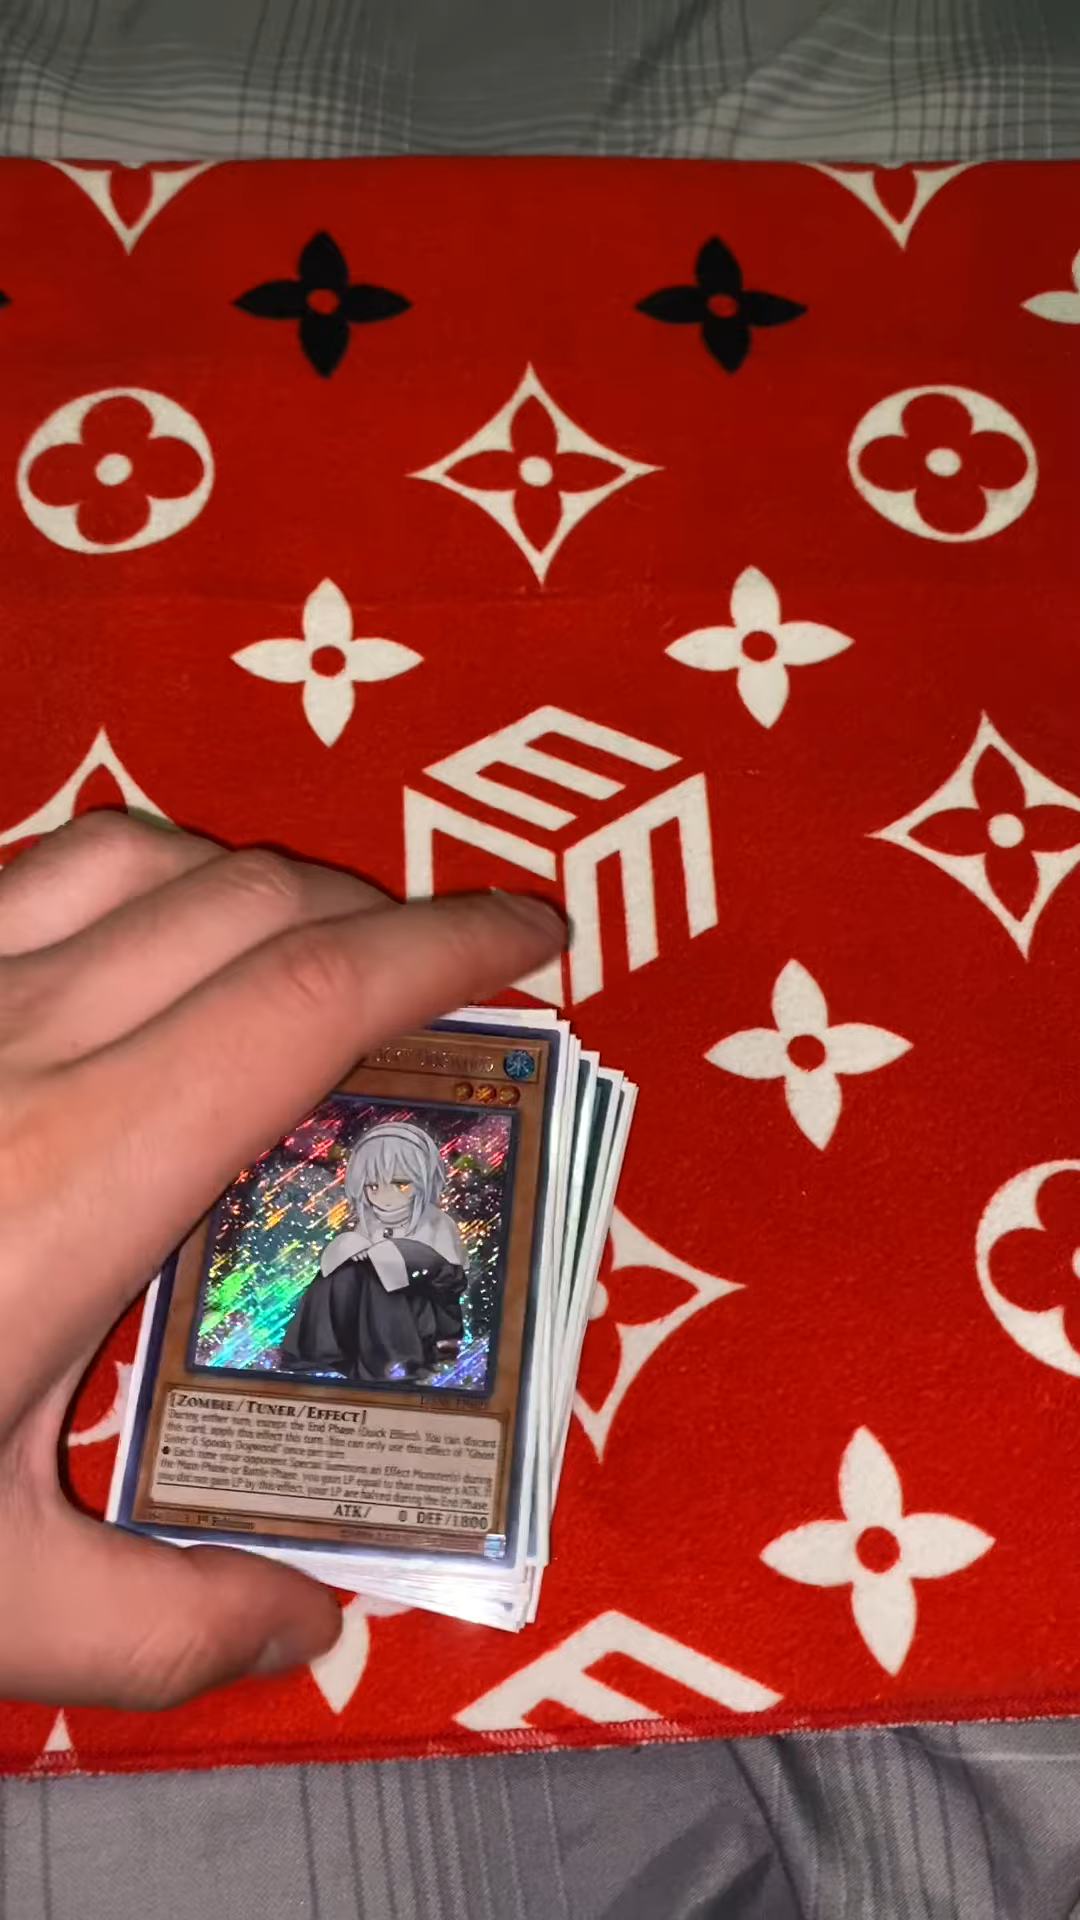 OOKY DOGWOOD
[ZOMBIE/TUNER/EFFECT]
During either turn, except the End Phase (Quick Effect): You can discard
this card; apply this effect this turn. You can only use this effect of "Ghost
Sister & Spooky Dogwood" once per turn.
● Each time your opponent Special Summons an Effect Monster(s) during
the Main Phase or Battle Phase, you gain LP equal to that monster's ATK. If
you did not gain LP by this effect, your LP are halved during the End Phase.
ATK/ 0 DEF/1800
1st Edition